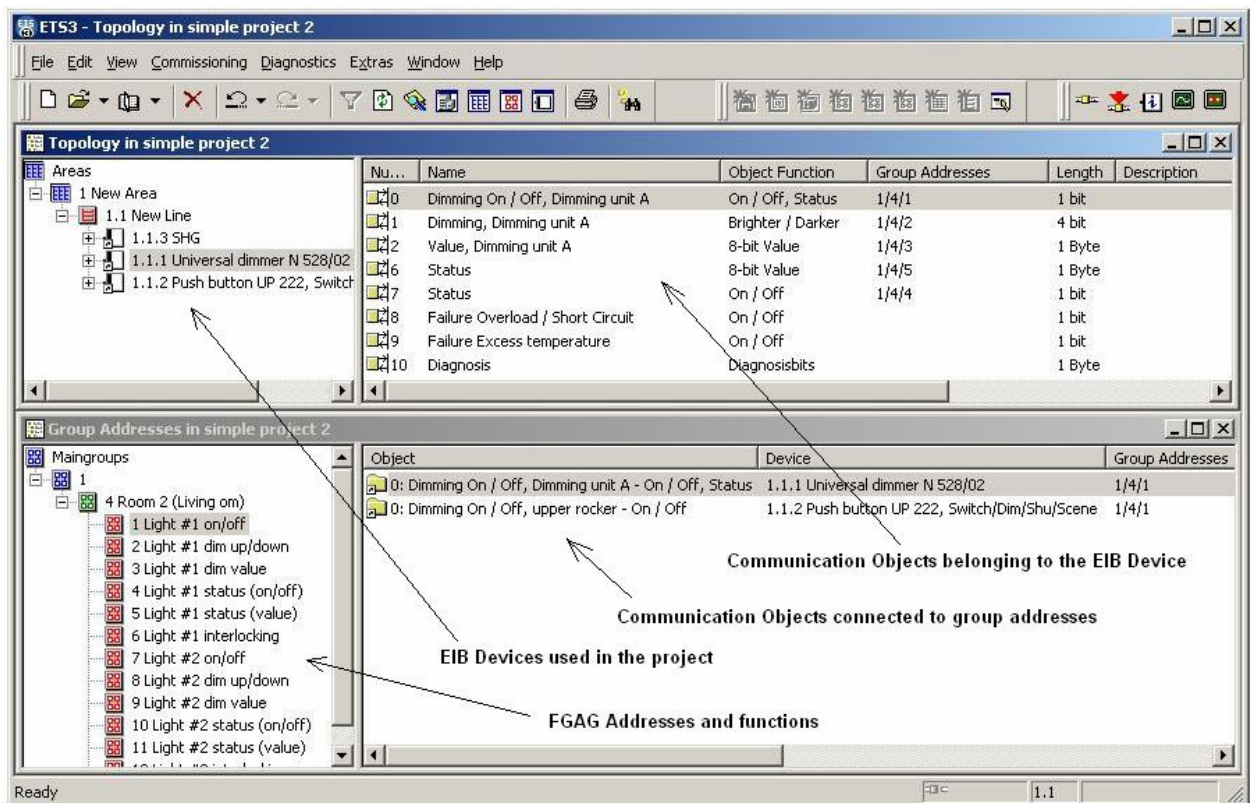 ETS3 - Topology in simple project 2
File Edit View Commissioning Diagnostics Extras Window Help
Topology in simple project 2
Areas
1 New Area
1.1 New Line
1.1.3 SHG
1.1.1 Universal dimmer N 528/02
1.1.2 Push button UP 222, Switch
Nu... Name Object Function Group Addresses Length Description
0 Dimming On / Off, Dimming unit A On / Off, Status 1/4/1 1 bit
1 Dimming, Dimming unit A Brighter / Darker 1/4/2 4 bit
2 Value, Dimming unit A 8-bit Value 1/4/3 1 Byte
6 Status 8-bit Value 1/4/5 1 Byte
7 Status On / Off 1/4/4 1 bit
8 Failure Overload / Short Circuit On / Off 1 bit
9 Failure Excess temperature On / Off 1 bit
10 Diagnosis Diagnosisbits 1 Byte
Group Addresses in simple project 2
Maingroups
1
4 Room 2 (Living om)
1 Light #1 on/off
2 Light #1 dim up/down
3 Light #1 dim value
4 Light #1 status (on/off)
5 Light #1 status (value)
6 Light #1 interlocking
7 Light #2 on/off
8 Light #2 dim up/down
9 Light #2 dim value
10 Light #2 status (on/off)
11 Light #2 status (value)
Object Device Group Addresses
0: Dimming On / Off, Dimming unit A - On / Off, Status 1.1.1 Universal dimmer N 528/02 1/4/1
0: Dimming On / Off, upper rocker - On / Off 1.1.2 Push button UP 222, Switch/Dim/Shu/Scene 1/4/1
Communication Objects belonging to the EIB Device
Communication Objects connected to group addresses
EIB Devices used in the project
FGAG Addresses and functions
Ready 1.1